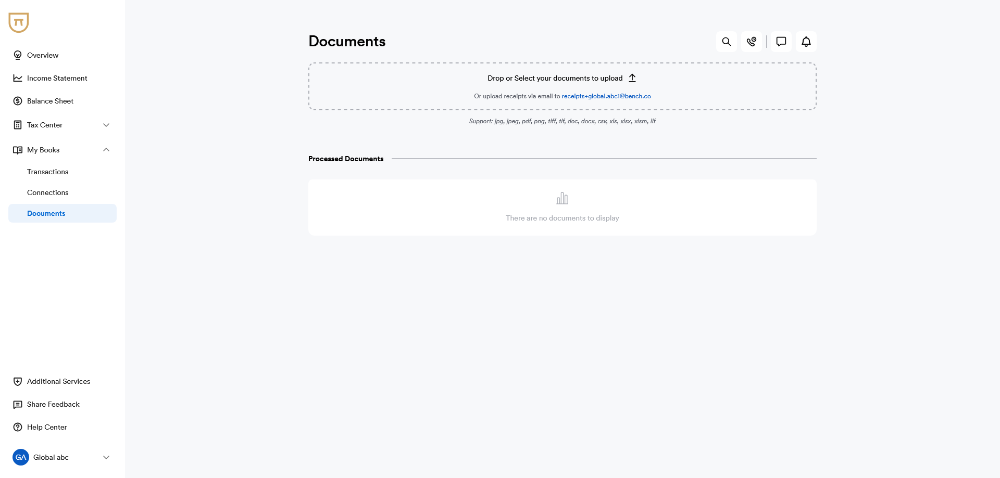 Overview
Income Statement
Balance Sheet
Tax Center
My Books
Transactions
Connections
Documents
Additional Services
Share Feedback
Help Center
GA Global abc
Documents
Drop or Select your documents to upload
Or upload receipts via email to receipts+global.abc1@bench.co
Support: jpg, jpeg, pdf, png, tiff, tif, doc, docx, csv, xls, xlsx, xlsm, iif
Processed Documents
There are no documents to display